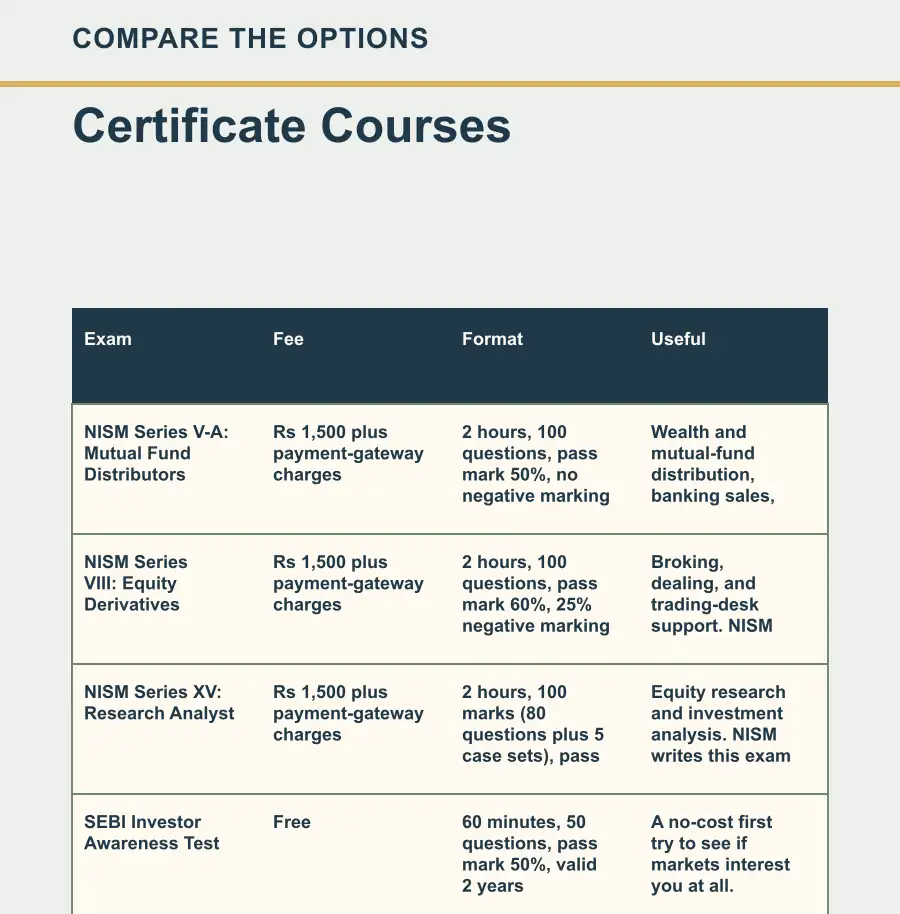 COMPARE THE OPTIONS
Certificate Courses
Exam
Fee
Format
Useful
NISM Series V-A:
Mutual Fund
Distributors
Rs 1,500 plus
payment-gateway
charges
2 hours, 100
questions, pass
mark 50%, no
negative marking
Wealth and
mutual-fund
distribution,
banking sales,
NISM Series
VIII: Equity
Derivatives
Rs 1,500 plus
payment-gateway
charges
2 hours, 100
questions, pass
mark 60%, 25%
negative marking
Broking,
dealing, and
trading-desk
support. NISM
NISM Series XV:
Research Analyst
Rs 1,500 plus
payment-gateway
charges
2 hours, 100
marks (80
questions plus 5
case sets), pass
Equity research
and investment
analysis. NISM
writes this exam
SEBI Investor
Awareness Test
Free
60 minutes, 50
questions, pass
mark 50%, valid
2 years
A no-cost first
try to see if
markets interest
you at all.